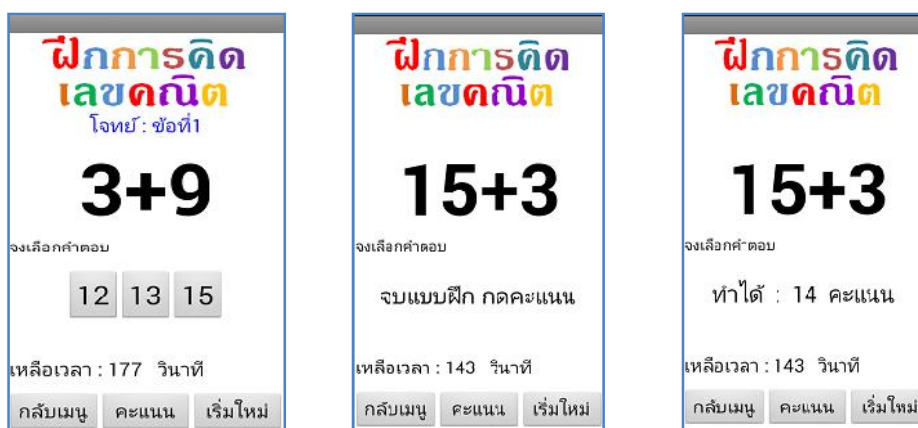 ฝึกการคิด
เลขคณิต
โจทย์ : ข้อที่1
3+9
จงเลือกคำตอบ
12 13 15
เหลือเวลา : 177 วินาที
กลับเมนู คะแนน เริ่มใหม่
ฝึกการคิด
เลขคณิต
15+3
จงเลือกคำตอบ
จบแบบฝึก กดคะแนน
เหลือเวลา : 143 วินาที
กลับเมนู คะแนน เริ่มใหม่
ฝึกการคิด
เลขคณิต
15+3
จงเลือกคำตอบ
ทำได้ : 14 คะแนน
เหลือเวลา : 143 วินาที
กลับเมนู คะแนน เริ่มใหม่